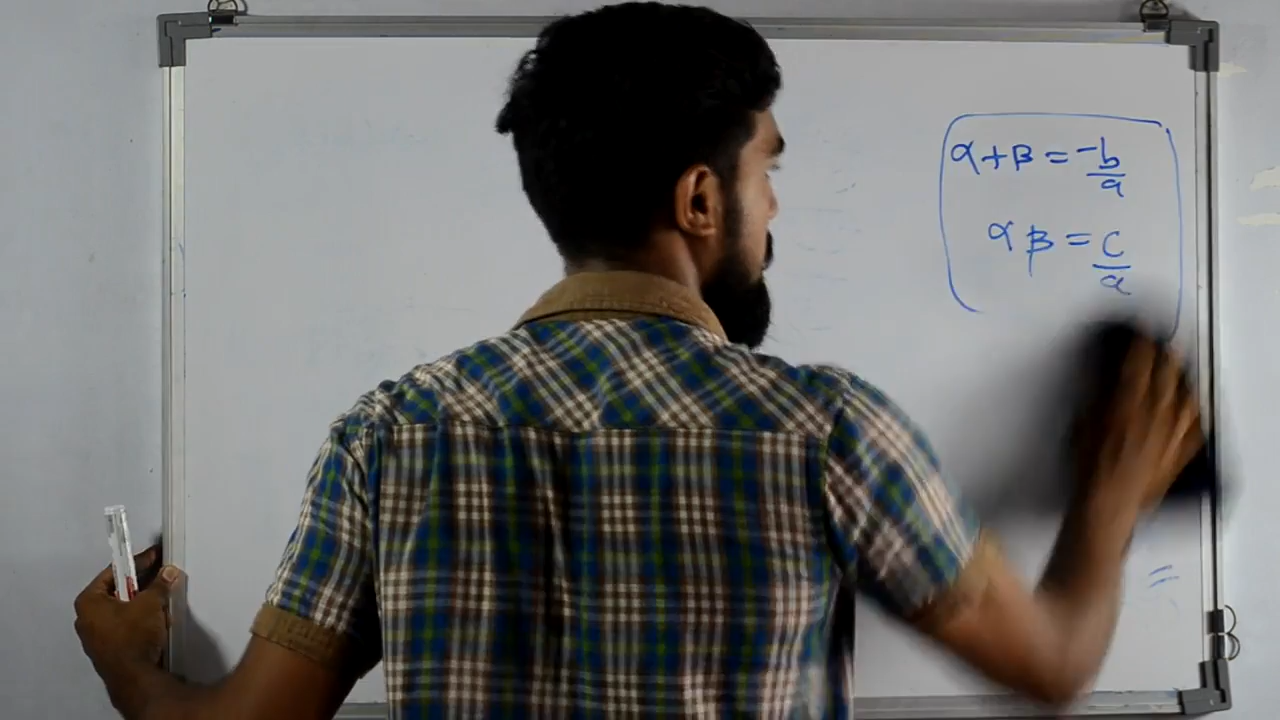 α+β = -b/a
αβ = c/a
=